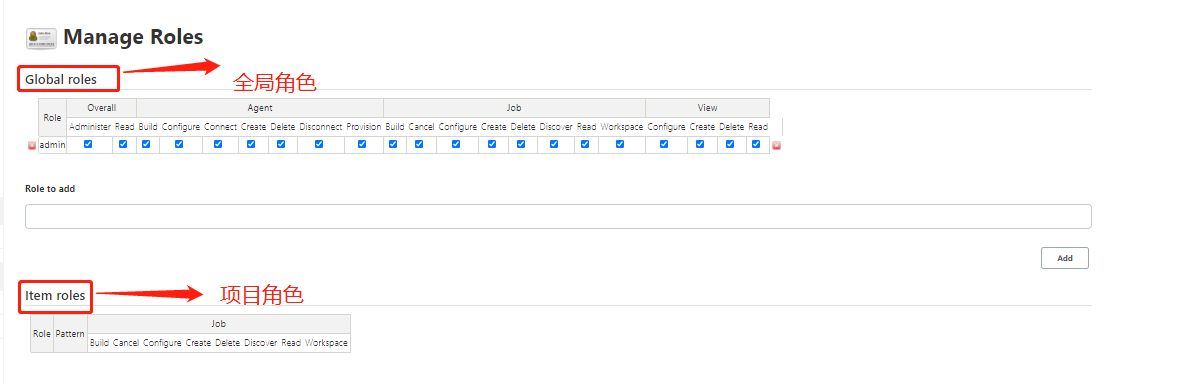 Manage Roles
Global roles
全局角色
Role Overall Agent Job View
Administer Read Build Configure Connect Create Delete Disconnect Provision Build Cancel Configure Create Delete Discover Read Workspace Configure Create Delete Read
admin
Role to add
Add
Item roles
项目角色
Role Pattern Job
Build Cancel Configure Create Delete Discover Read Workspace